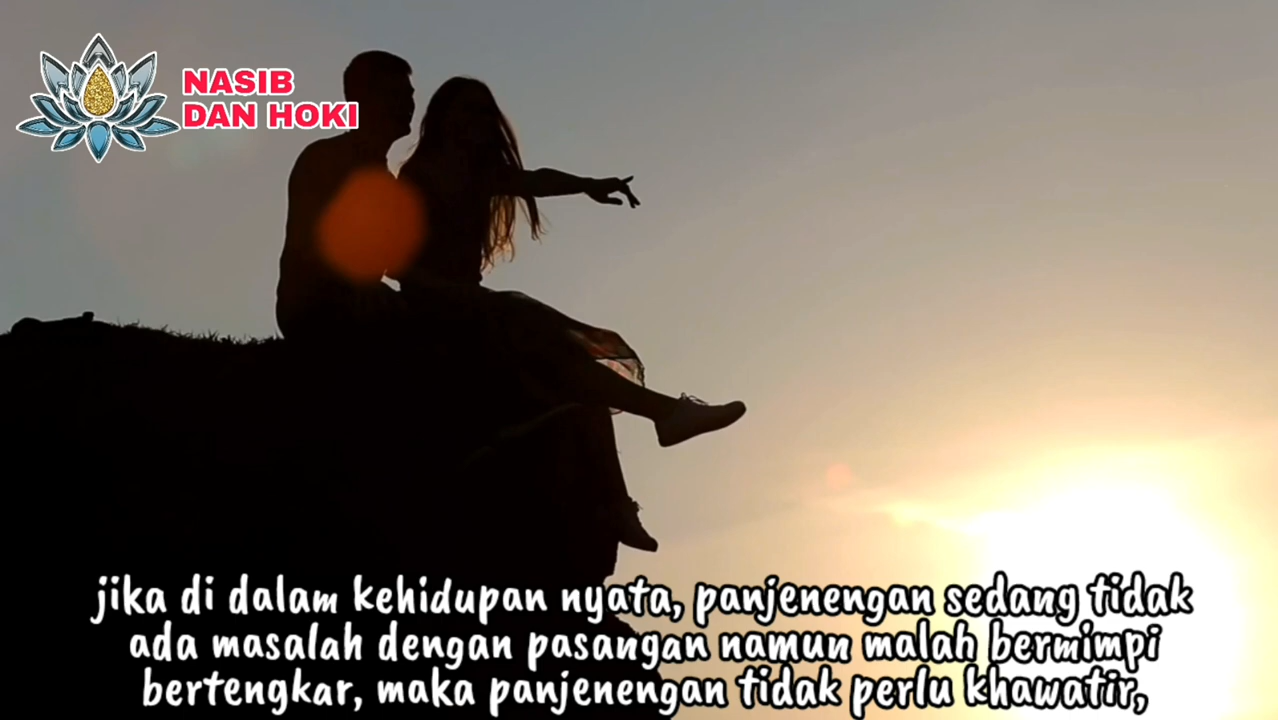 NASIB
DAN HOKI
jika di dalam kehidupan nyata, panjenengan sedang tidak
ada masalah dengan pasangan namun malah bermimpi
bertengkar, maka panjenengan tidak perlu khawatir,